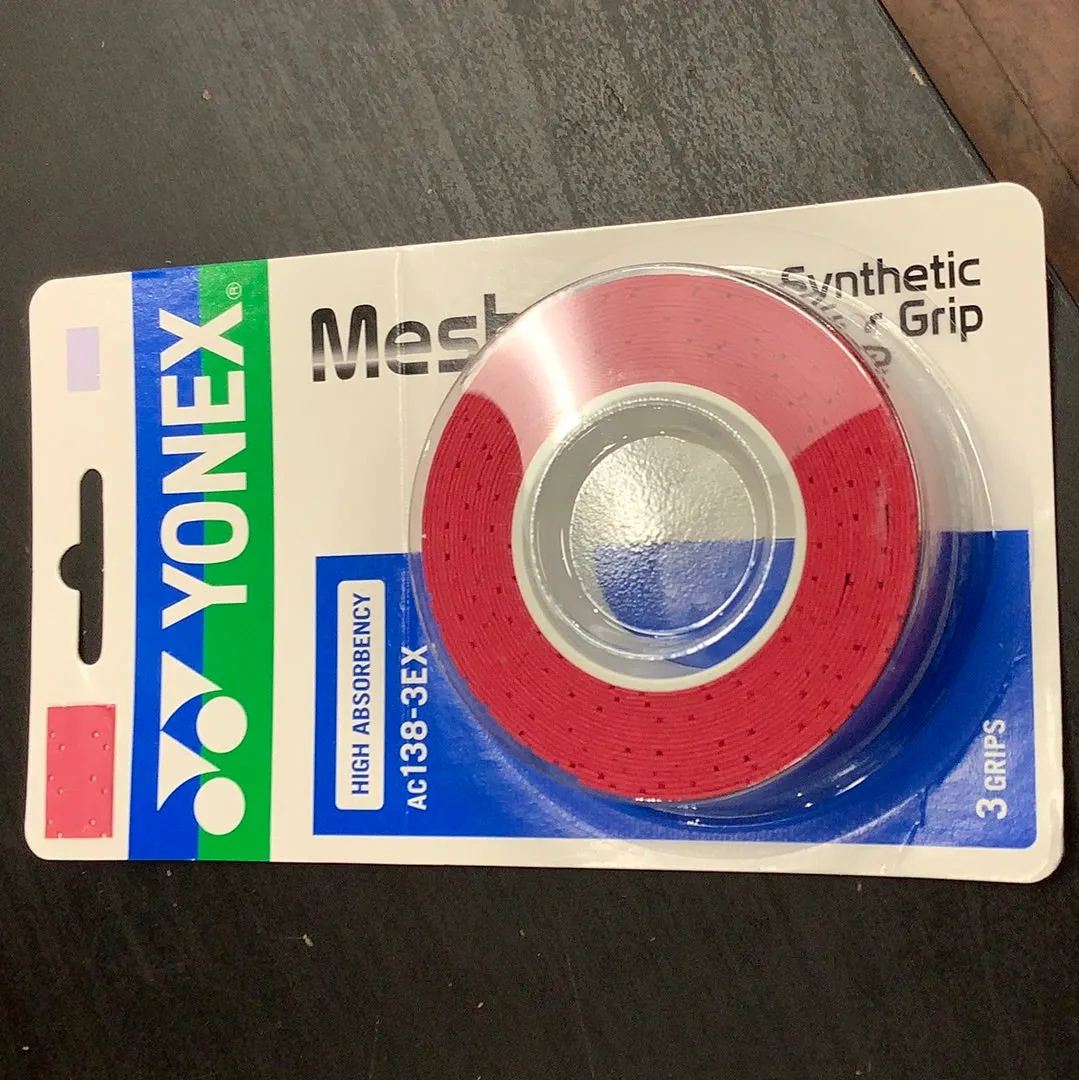 YONEX®
Mesh
Synthetic
Grip
HIGH ABSORBENCY
AC138-3EX
3 GRIPS